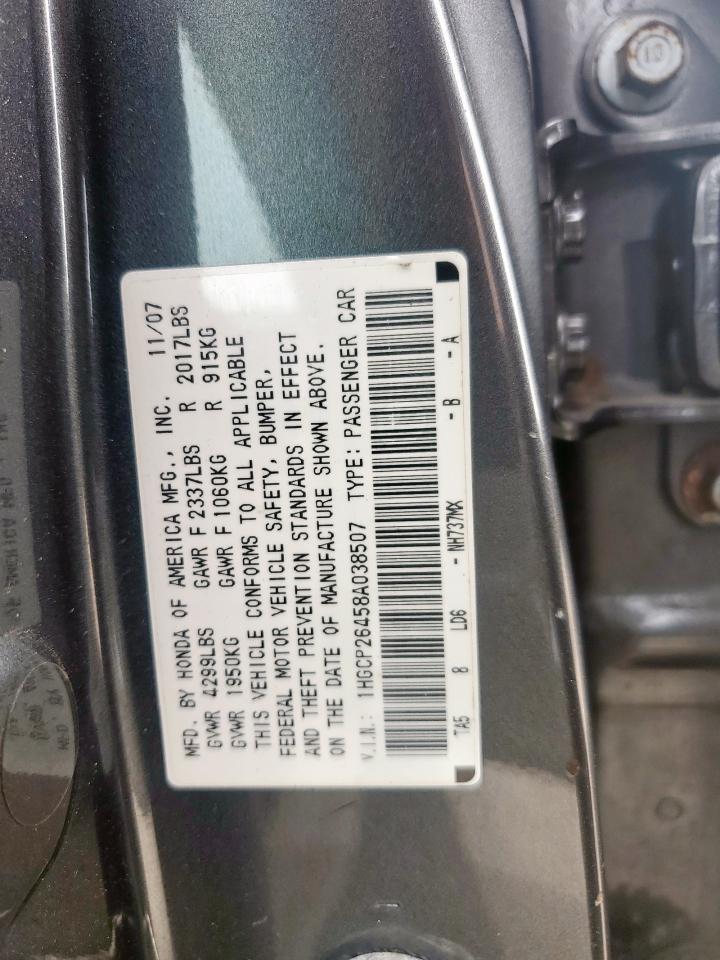 MFD. BY HONDA OF AMERICA MFG., INC. 11/07
GVWR 4299LBS GAWR F 2337LBS R 2017LBS
GVWR 1950KG GAWR F 1060KG R 915KG
THIS VEHICLE CONFORMS TO ALL APPLICABLE
FEDERAL MOTOR VEHICLE SAFETY, BUMPER,
AND THEFT PREVENTION STANDARDS IN EFFECT
ON THE DATE OF MANUFACTURE SHOWN ABOVE.
V.I.N.: 1HGCP26458A038507 TYPE: PASSENGER CAR
TA5 8 LD6 - NH737MX - B - A
10